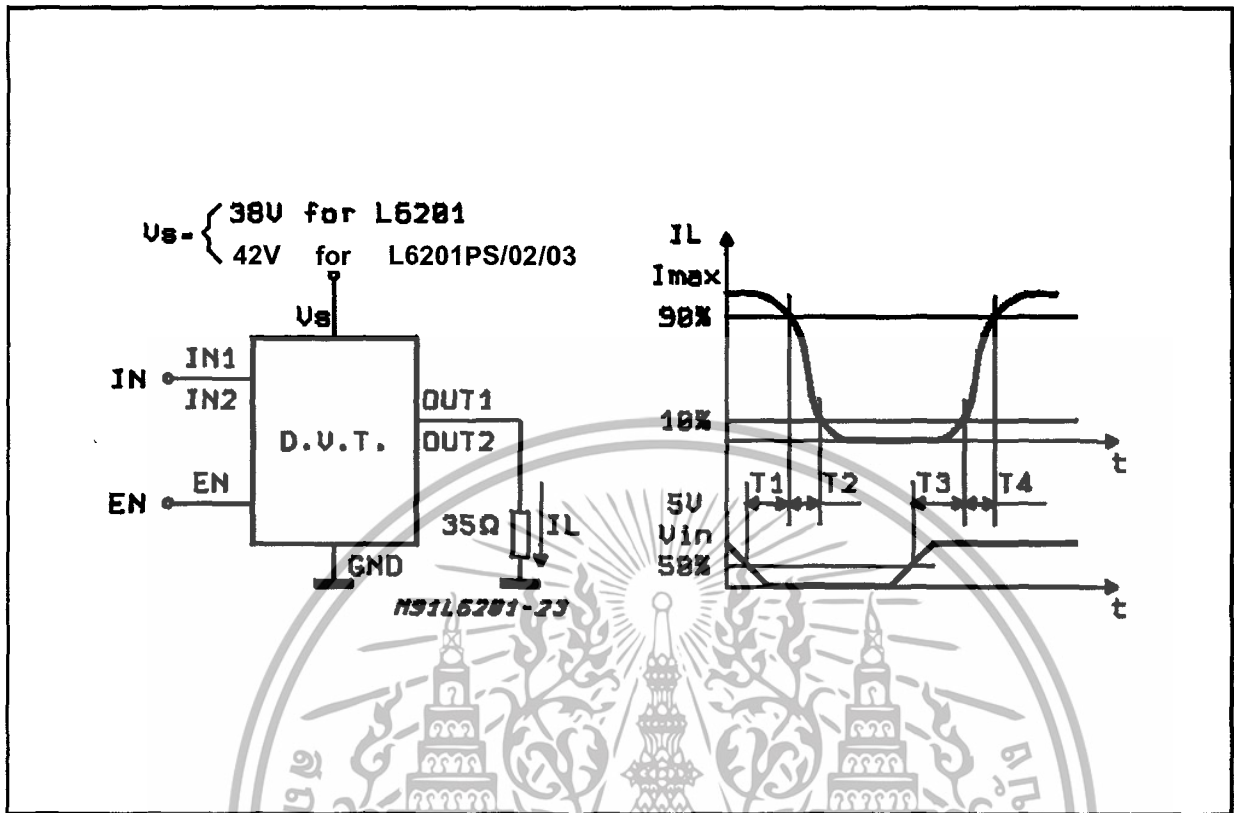 Vs= 38V for L6201
42V for L6201PS/02/03
Vs
IN
IN1
IN2
OUT1
OUT2
D.V.T.
EN
EN
35Ω
IL
GND
M91L6201-23
IL
Imax
90%
10%
t
T1
T2
T3
T4
5V
Vin
50%
t